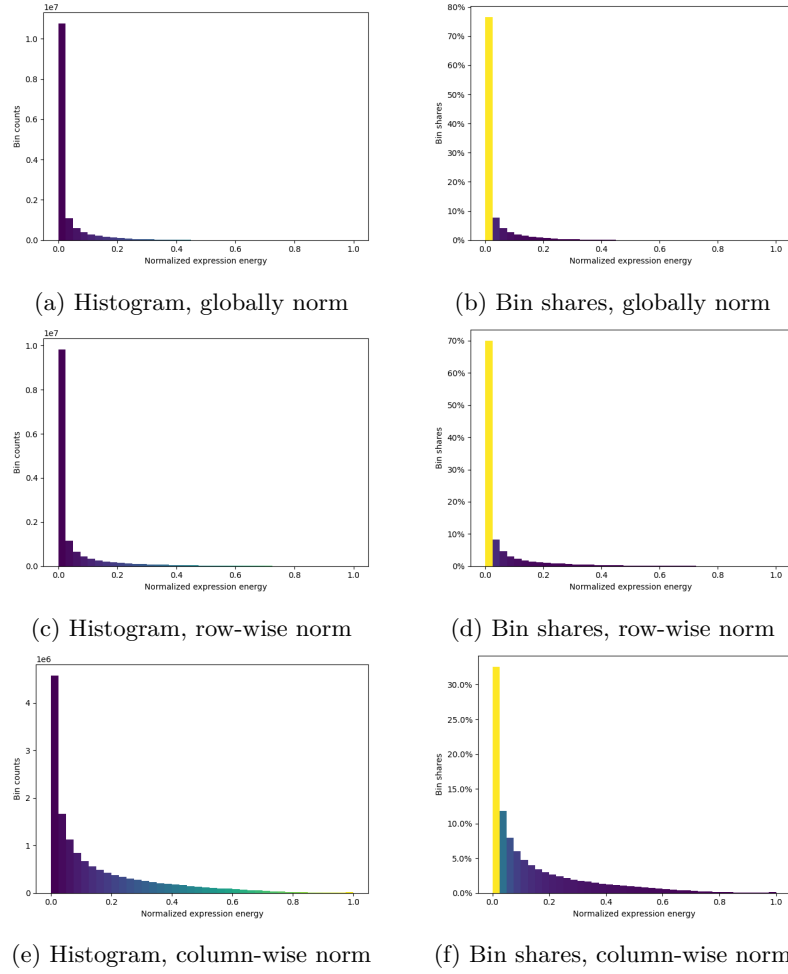 1e7
1.0
0.8
0.6
0.4
0.2
0.0
Bin counts
0.0 0.2 0.4 0.6 0.8 1.0
Normalized expression energy
80%
70%
60%
50%
40%
30%
20%
10%
0%
Bin shares
0.0 0.2 0.4 0.6 0.8 1.0
Normalized expression energy
(a) Histogram, globally norm
(b) Bin shares, globally norm
1e7
1.0
0.8
0.6
0.4
0.2
0.0
Bin counts
0.0 0.2 0.4 0.6 0.8 1.0
Normalized expression energy
70%
60%
50%
40%
30%
20%
10%
0%
Bin shares
0.0 0.2 0.4 0.6 0.8 1.0
Normalized expression energy
(c) Histogram, row-wise norm
(d) Bin shares, row-wise norm
1e6
4
3
2
1
0
Bin counts
0.0 0.2 0.4 0.6 0.8 1.0
Normalized expression energy
30.0%
25.0%
20.0%
15.0%
10.0%
5.0%
0.0%
Bin shares
0.0 0.2 0.4 0.6 0.8 1.0
Normalized expression energy
(e) Histogram, column-wise norm
(f) Bin shares, column-wise norm